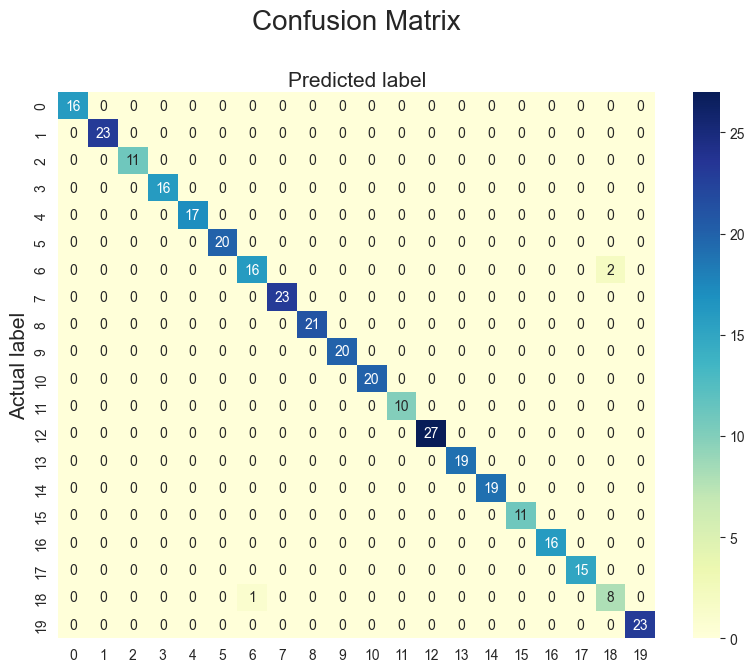 Confusion Matrix
Predicted label
0 16 0 0 0 0 0 0 0 0 0 0 0 0 0 0 0 0 0 0 0
1 0 23 0 0 0 0 0 0 0 0 0 0 0 0 0 0 0 0 0 0
2 0 0 11 0 0 0 0 0 0 0 0 0 0 0 0 0 0 0 0 0
3 0 0 0 16 0 0 0 0 0 0 0 0 0 0 0 0 0 0 0 0
4 0 0 0 0 17 0 0 0 0 0 0 0 0 0 0 0 0 0 0 0
5 0 0 0 0 0 20 0 0 0 0 0 0 0 0 0 0 0 0 0 0
6 0 0 0 0 0 0 16 0 0 0 0 0 0 0 0 0 0 0 2 0
7 0 0 0 0 0 0 0 23 0 0 0 0 0 0 0 0 0 0 0 0
8 0 0 0 0 0 0 0 0 21 0 0 0 0 0 0 0 0 0 0 0
9 0 0 0 0 0 0 0 0 0 20 0 0 0 0 0 0 0 0 0 0
10 0 0 0 0 0 0 0 0 0 0 20 0 0 0 0 0 0 0 0 0
11 0 0 0 0 0 0 0 0 0 0 0 10 0 0 0 0 0 0 0 0
12 0 0 0 0 0 0 0 0 0 0 0 0 27 0 0 0 0 0 0 0
13 0 0 0 0 0 0 0 0 0 0 0 0 0 19 0 0 0 0 0 0
14 0 0 0 0 0 0 0 0 0 0 0 0 0 0 19 0 0 0 0 0
15 0 0 0 0 0 0 0 0 0 0 0 0 0 0 0 11 0 0 0 0
16 0 0 0 0 0 0 0 0 0 0 0 0 0 0 0 0 16 0 0 0
17 0 0 0 0 0 0 0 0 0 0 0 0 0 0 0 0 0 15 0 0
18 0 0 0 0 0 0 1 0 0 0 0 0 0 0 0 0 0 0 8 0
19 0 0 0 0 0 0 0 0 0 0 0 0 0 0 0 0 0 0 0 23
0 1 2 3 4 5 6 7 8 9 10 11 12 13 14 15 16 17 18 19
Actual label
25
20
15
10
5
0